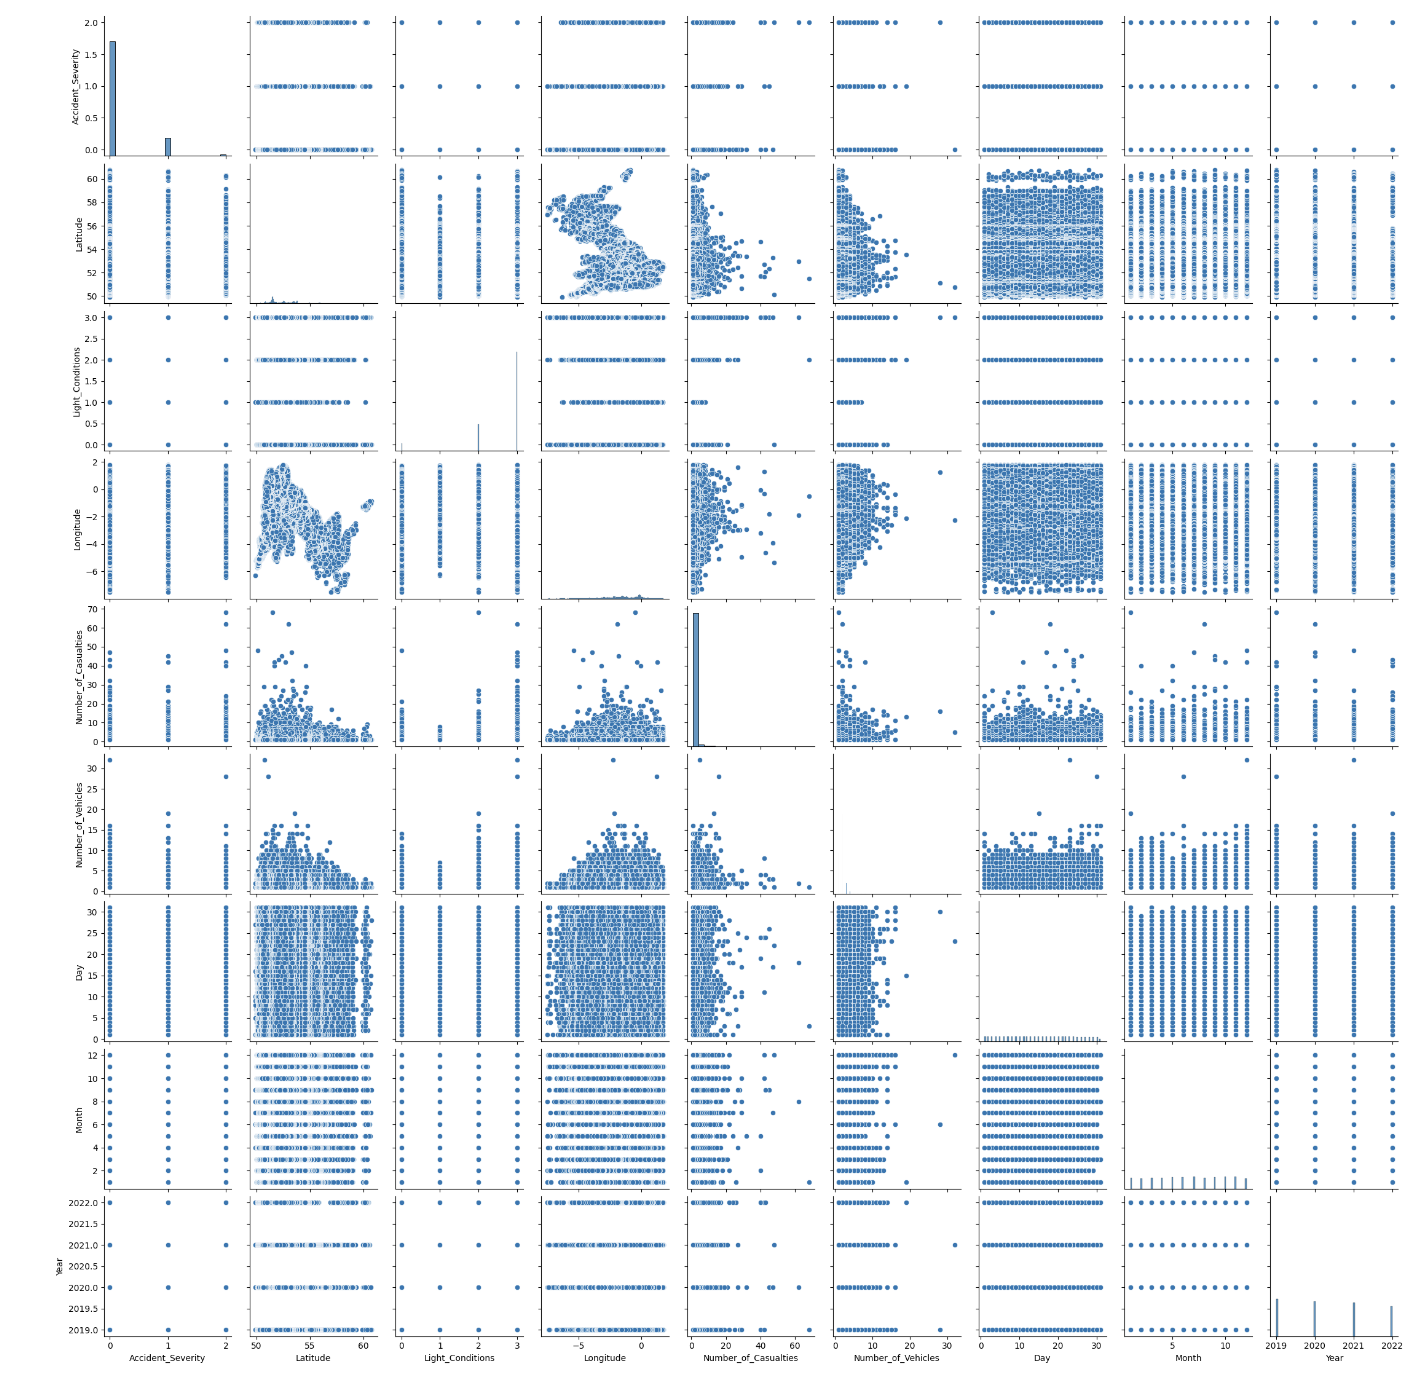 2.0
1.5
1.0
0.5
0.0
Accident_Severity
60
58
56
54
52
50
Latitude
3.0
2.5
2.0
1.5
1.0
0.5
0.0
Light_Conditions
2
0
−2
−4
−6
Longitude
70
60
50
40
30
20
10
0
Number_of_Casualties
30
25
20
15
10
5
0
Number_of_Vehicles
30
25
20
15
10
5
0
Day
12
10
8
6
4
2
Month
2022.0
2021.5
2021.0
2020.5
2020.0
2019.5
2019.0
Year
0 1 2
Accident_Severity
50 55 60
Latitude
0 1 2 3
Light_Conditions
−5 0
Longitude
0 20 40 60
Number_of_Casualties
0 10 20 30
Number_of_Vehicles
0 10 20 30
Day
5 10
Month
2019 2020 2021 2022
Year